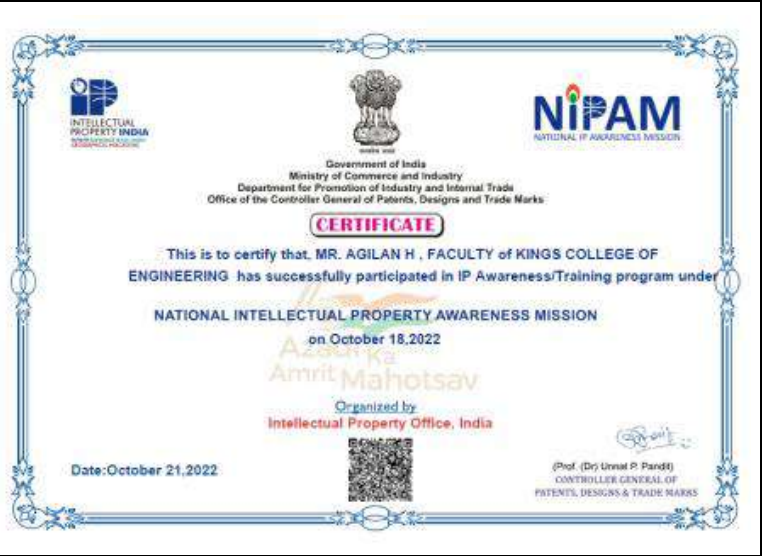 INTELLECTUAL
PROPERTY INDIA
NiPAM
NATIONAL IP AWARENESS MISSION
Government of India
Ministry of Commerce and Industry
Department for Promotion of Industry and Internal Trade
Office of the Controller General of Patents, Designs and Trade Marks
CERTIFICATE
This is to certify that, MR. AGILAN H , FACULTY of KINGS COLLEGE OF
ENGINEERING has successfully participated in IP Awareness/Training program under
NATIONAL INTELLECTUAL PROPERTY AWARENESS MISSION
on October 18,2022
Azadi Ka
Amrit Mahotsav
Organized by
Intellectual Property Office, India
Date:October 21,2022
(Prof. (Dr) Unnat P. Pandit)
CONTROLLER GENERAL OF
PATENTS, DESIGNS & TRADE MARKS